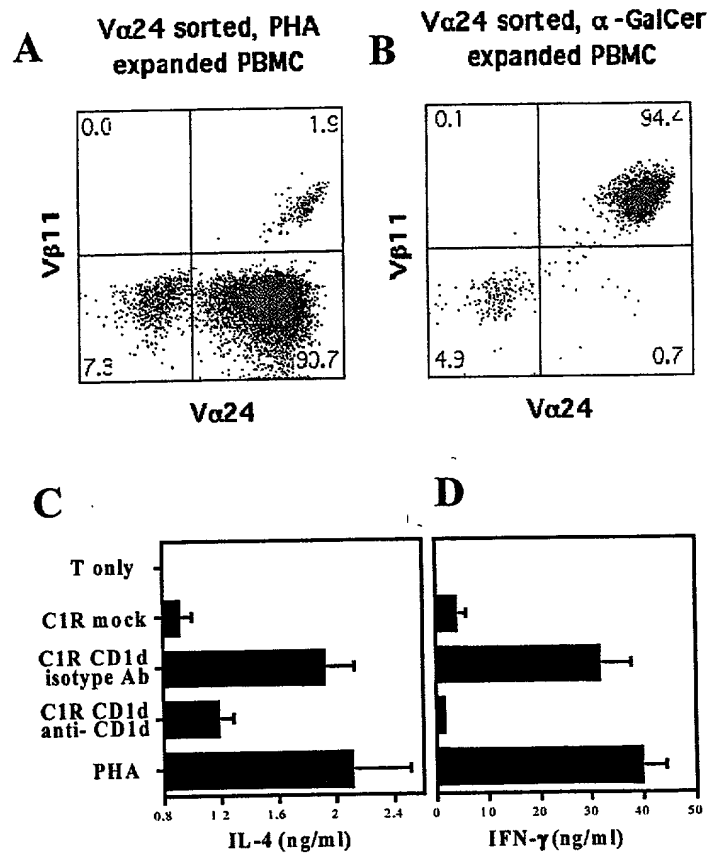 A
Vα24 sorted, PHA
expanded PBMC
B
Vα24 sorted, α-GalCer
expanded PBMC
0.0
1.9
Vβ11
7.3
90.7
Vα24
0.1
94.4
Vβ11
4.9
0.7
Vα24
C
D
T only
C1R mock
C1R CD1d
isotype Ab
C1R CD1d
anti- CD1d
PHA
0.8 1.2 1.6 2 2.4
IL-4 (ng/ml)
0 10 20 30 40 50
IFN-γ (ng/ml)